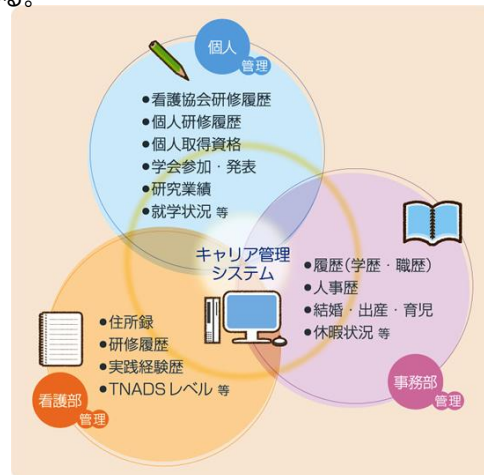 る。
個人
管理
●看護協会研修履歴
●個人研修履歴
●個人取得資格
●学会参加・発表
●研究業績
●就学状況 等
キャリア管理
システム
●履歴(学歴・職歴)
●人事歴
●結婚・出産・育児
●休暇状況 等
事務部
管理
●住所録
●研修履歴
●実践経験歴
●TNADSレベル 等
看護部
管理